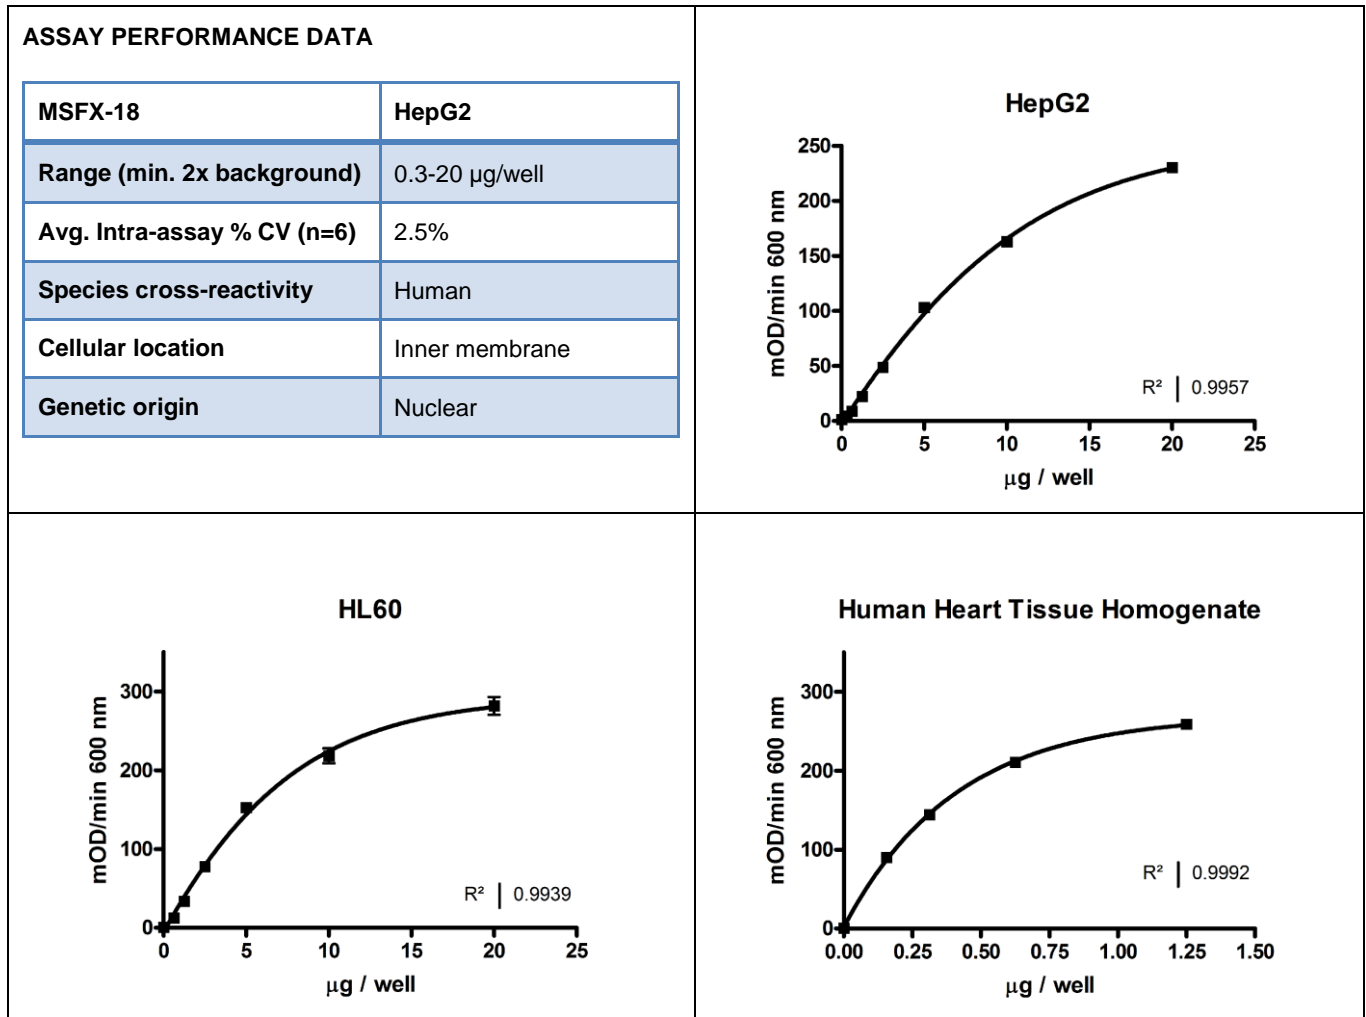 ASSAY PERFORMANCE DATA
MSFX-18 HepG2
Range (min. 2x background) 0.3-20 µg/well
Avg. Intra-assay % CV (n=6) 2.5%
Species cross-reactivity Human
Cellular location Inner membrane
Genetic origin Nuclear
HepG2
mOD/min 600 nm
250
200
150
100
50
0
R² | 0.9957
0 5 10 15 20 25
µg / well
HL60
mOD/min 600 nm
300
200
100
0
R² | 0.9939
0 5 10 15 20 25
µg / well
Human Heart Tissue Homogenate
mOD/min 600 nm
300
200
100
0
R² | 0.9992
0.00 0.25 0.50 0.75 1.00 1.25 1.50
µg / well